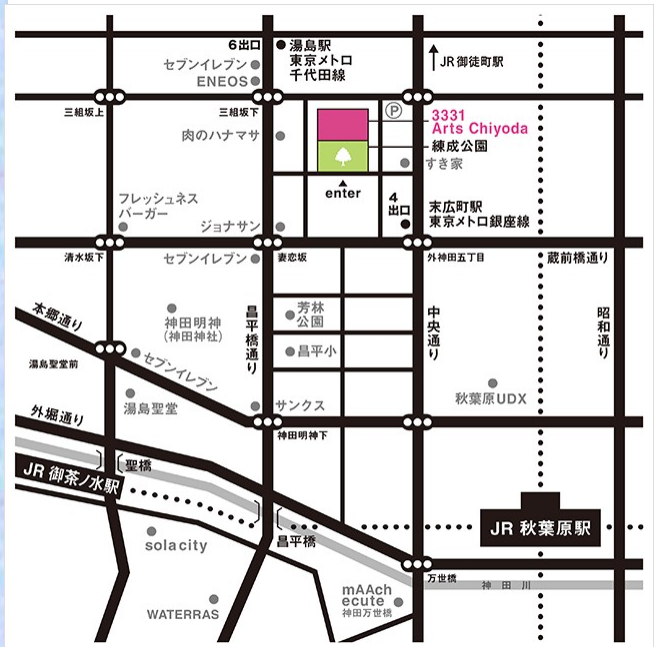 6出口
湯島駅
東京メトロ
千代田線
セブンイレブン
ENEOS
JR御徒町駅
三組坂上
三組坂下
P
3331
Arts Chiyoda
肉のハナマサ
練成公園
すき家
enter
4
出口
末広町駅
東京メトロ銀座線
フレッシュネス
バーガー
ジョナサン
清水坂下
セブンイレブン
妻恋坂
外神田五丁目
蔵前橋通り
本郷通り
神田明神
(神田神社)
昌平橋通り
芳林
公園
中央通り
昭和通り
湯島聖堂前
セブンイレブン
昌平小
湯島聖堂
サンクス
秋葉原UDX
外堀通り
神田明神下
聖橋
JR 御茶ノ水駅
JR 秋葉原駅
昌平橋
solacity
万世橋
神田川
mAAch
ecute
神田万世橋
WATERRAS